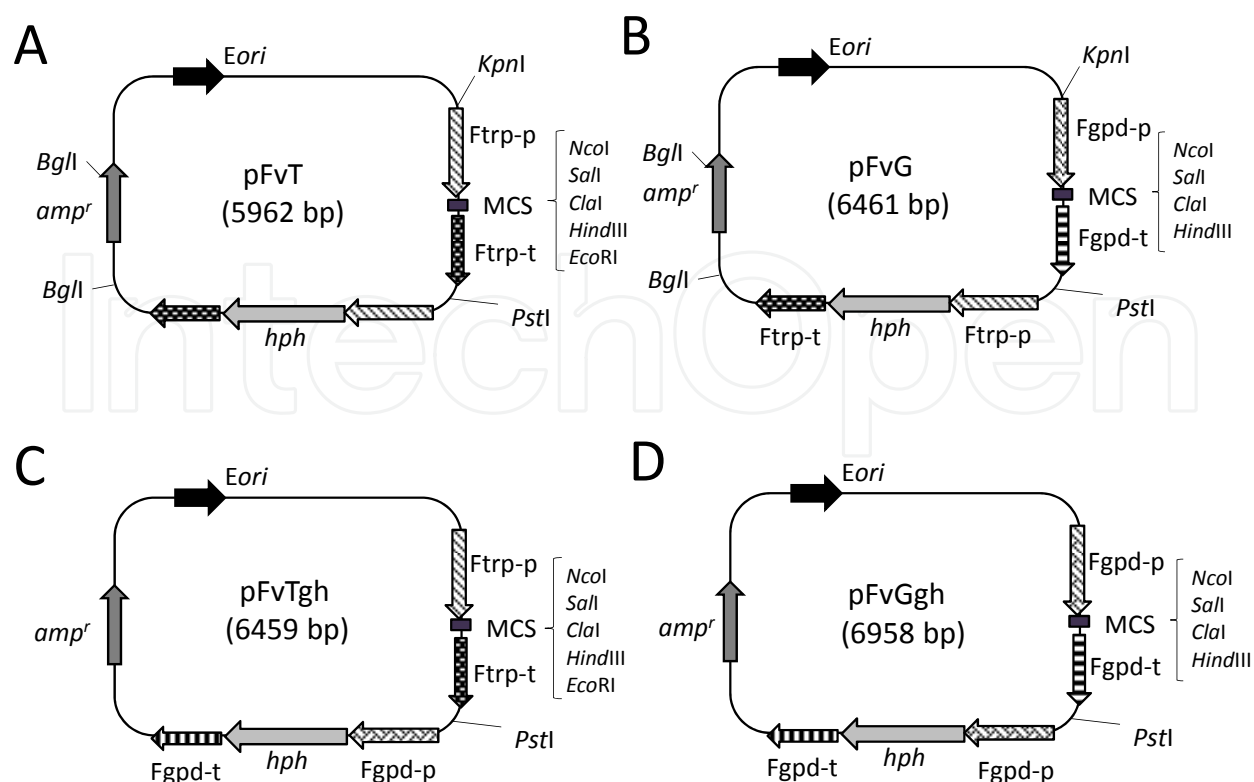 A
Eori
KpnI
Ftrp-p
BglI
pFvT
(5962 bp)
NcoI
SalI
ClaI
HindIII
EcoRI
MCS
ampʳ
Ftrp-t
BglI
PstI
hph
B
Eori
KpnI
Fgpd-p
BglI
pFvG
(6461 bp)
NcoI
SalI
ClaI
HindIII
MCS
ampʳ
Fgpd-t
BglI
PstI
hph
Ftrp-t
Ftrp-p
IntechOpen
C
Eori
Ftrp-p
pFvTgh
(6459 bp)
NcoI
SalI
ClaI
HindIII
EcoRI
MCS
ampʳ
Ftrp-t
PstI
hph
Fgpd-t
Fgpd-p
D
Eori
Fgpd-p
pFvGgh
(6958 bp)
NcoI
SalI
ClaI
HindIII
MCS
ampʳ
Fgpd-t
PstI
hph
Fgpd-t
Fgpd-p